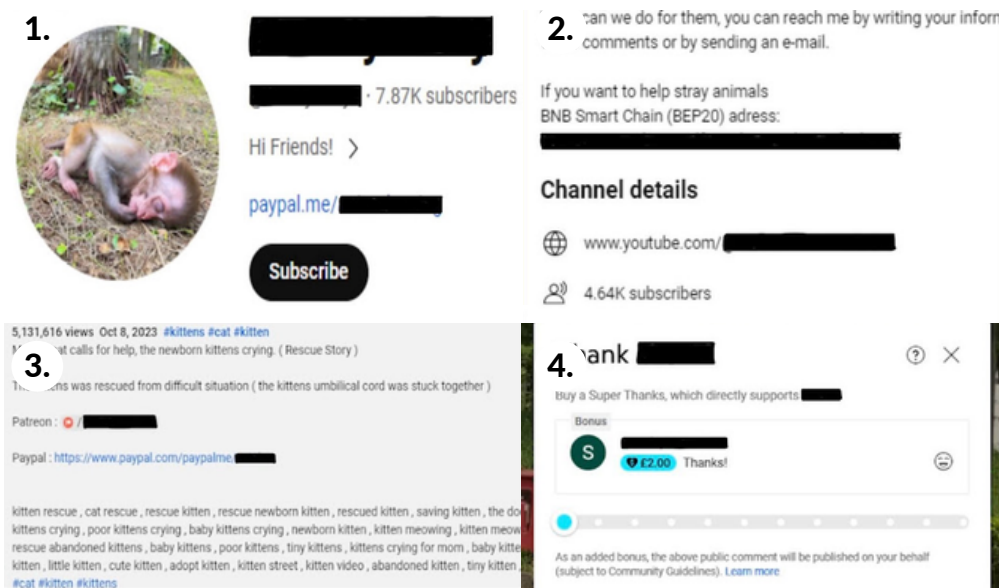 1.
· 7.87K subscribers
Hi Friends!
paypal.me/
Subscribe
2.
can we do for them, you can reach me by writing your
comments or by sending an e-mail.
If you want to help stray animals
BNB Smart Chain (BEP20) adress:
Channel details
www.youtube.com/
4.64K subscribers
3.
5,131,616 views Oct 8, 2023 #kittens #cat #kitten
cat calls for help, the newborn kittens crying. ( Rescue Story )
was rescued from difficult situation ( the kittens umbilical cord was stuck together )
Patreon : /
Paypal : https://www.paypal.com/paypalme/
kitten rescue , cat rescue , rescue kitten , rescue newborn kitten , rescued kitten , saving kitten , the
kittens crying , poor kittens crying , baby kittens crying , newborn kitten , kitten meowing , kitten
rescue abandoned kittens , baby kittens , poor kittens , tiny kittens , kittens crying for mom , baby
kitten , little kitten , cute kitten , adopt kitten , kitten street , kitten video , abandoned kitten , tiny kitten ,
#cat #kitten #kittens
4.
Buy a Super Thanks, which directly supports
Bonus
S
£2.00 Thanks!
As an added bonus, the above public comment will be published on your behalf
(subject to Community Guidelines). Learn more